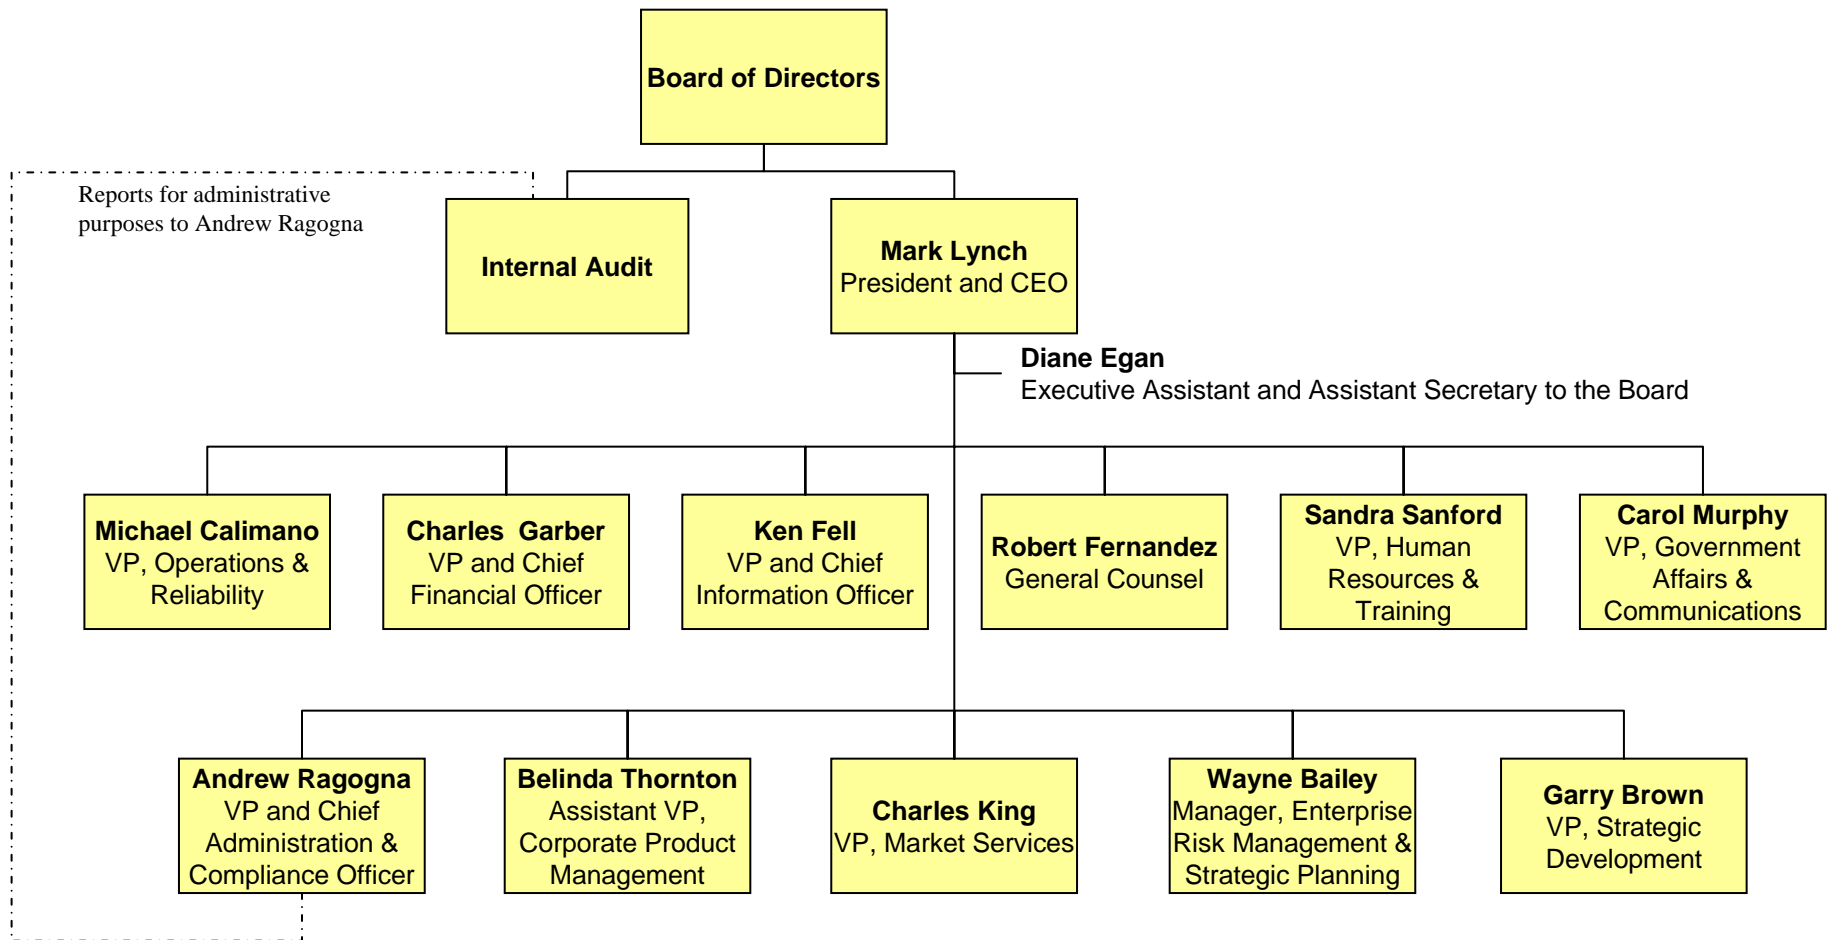 Board of Directors
Reports for administrative
purposes to Andrew Ragogna
Internal Audit
Mark Lynch
President and CEO
Diane Egan
Executive Assistant and Assistant Secretary to the Board
Michael Calimano
VP, Operations &
Reliability
Charles  Garber
VP and Chief
Financial Officer
Ken Fell
VP and Chief
Information Officer
Robert Fernandez
General Counsel
Sandra Sanford
VP, Human
Resources &
Training
Carol Murphy
VP, Government
Affairs &
Communications
Andrew Ragogna
VP and Chief
Administration &
Compliance Officer
Belinda Thornton
Assistant VP,
Corporate Product
Management
Charles King
VP, Market Services
Wayne Bailey
Manager, Enterprise
Risk Management &
Strategic Planning
Garry Brown
VP, Strategic
Development